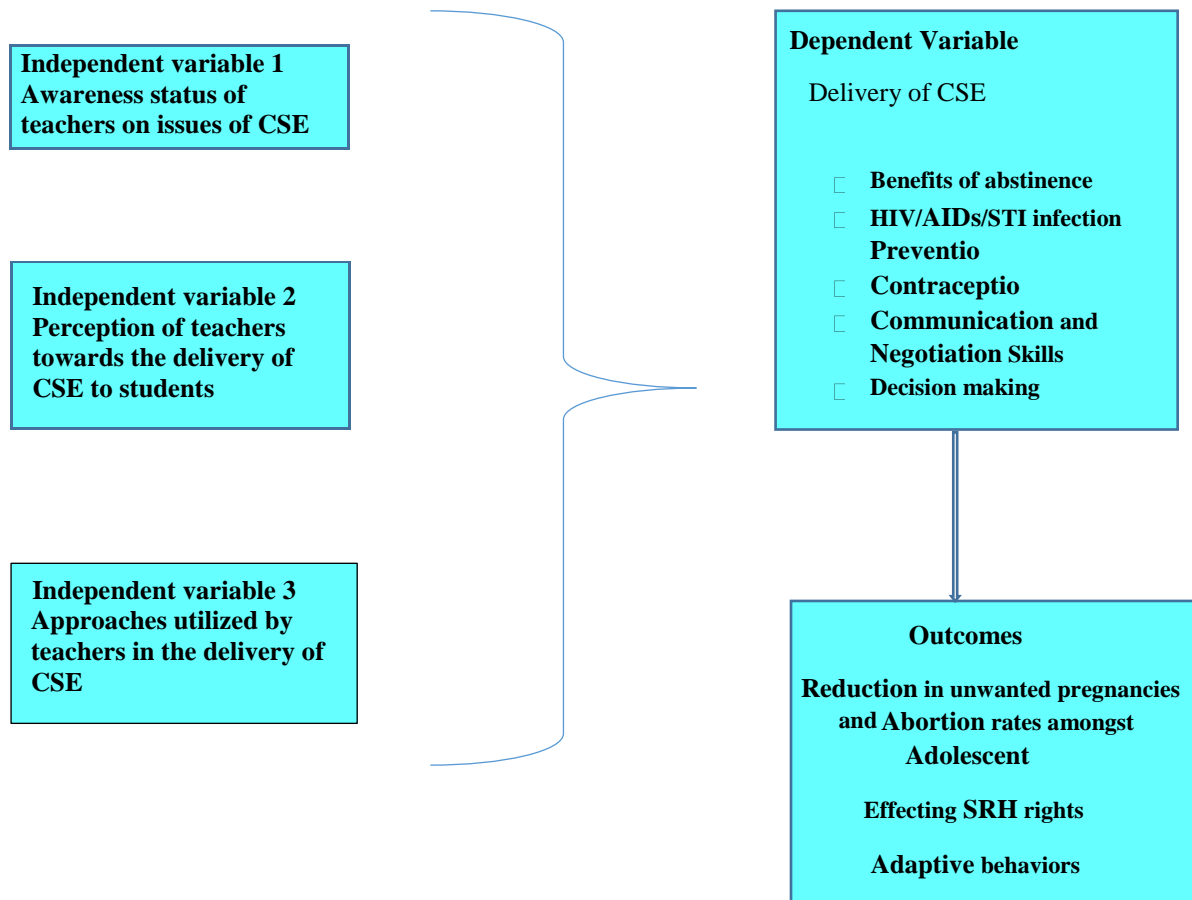 Independent variable 1
Awareness status of
teachers on issues of CSE
Independent variable 2
Perception of teachers
towards the delivery of
CSE to students
Independent variable 3
Approaches utilized by
teachers in the delivery of
CSE
Dependent Variable
Delivery of CSE
Benefits of abstinence
HIV/AIDs/STI infection
Preventio
Contraceptio
Communication and
Negotiation Skills
Decision making
Outcomes
Reduction in unwanted pregnancies
and Abortion rates amongst
Adolescent
Effecting SRH rights
Adaptive behaviors